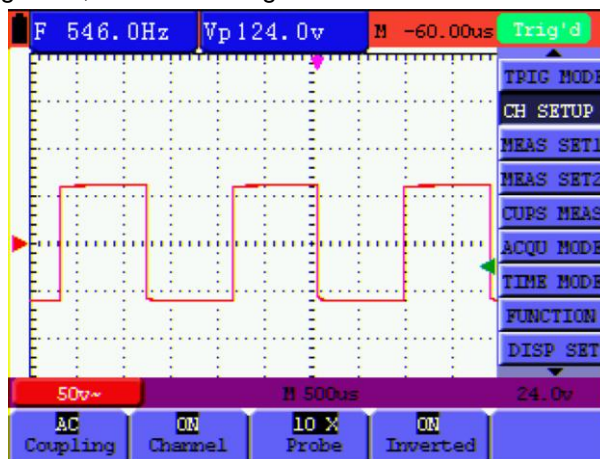 F 546.0Hz Vp124.0v M -60.00us Trig'd
TRIG MODE
CH SETUP
MEAS SET1
MEAS SET2
CURS MEAS
ACQU MODE
TIME MODE
FUNCTION
DISP SET
50v~ M 500us 24.0v
AC ON 10 X ON
Coupling Channel Probe Inverted